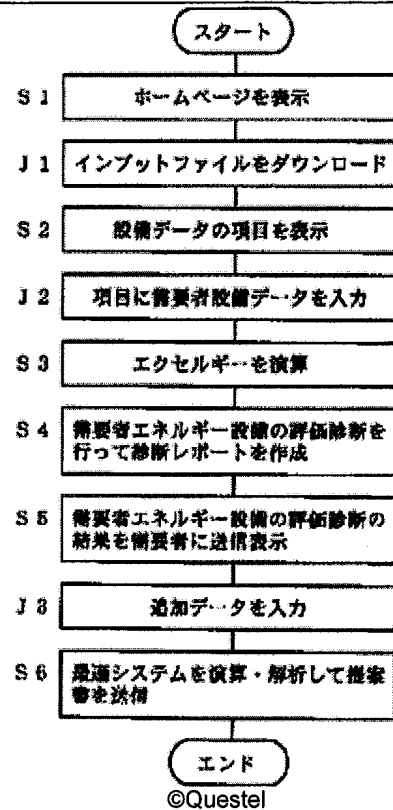 スタート
S1 ホームページを表示
J1 インプットファイルをダウンロード
S2 設備データの項目を表示
J2 項目に需要者設備データを入力
S3 エクセルギーを演算
S4 需要者エネルギー設備の評価診断を
行って診断レポートを作成
S5 需要者エネルギー設備の評価診断の
結果を需要者に送信表示
J3 追加データを入力
S6 最適システムを演算・解析して提案
書を送信
エンド
©Questel